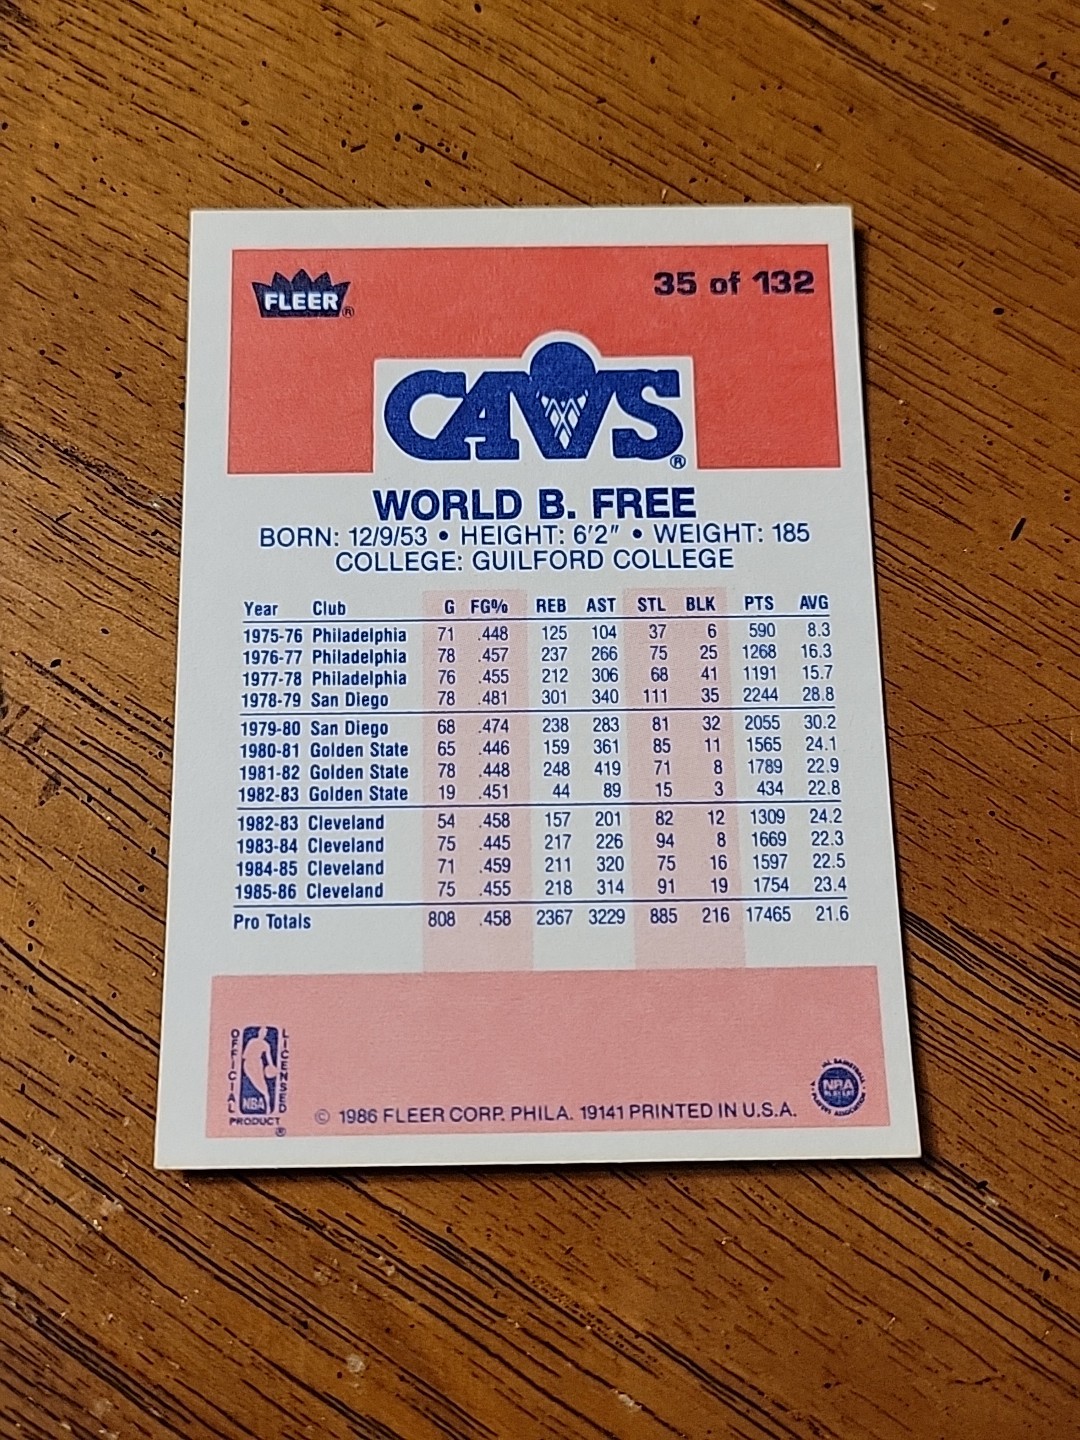 FLEER®
35 of 132
CAVS®
WORLD B. FREE
BORN: 12/9/53 • HEIGHT: 6'2" • WEIGHT: 185
COLLEGE: GUILFORD COLLEGE
Year Club G FG% REB AST STL BLK PTS AVG
1975-76 Philadelphia 71 .448 125 104 37 6 590 8.3
1976-77 Philadelphia 78 .457 237 266 75 25 1268 16.3
1977-78 Philadelphia 76 .455 212 306 68 41 1191 15.7
1978-79 San Diego 78 .481 301 340 111 35 2244 28.8
1979-80 San Diego 68 .474 238 283 81 32 2055 30.2
1980-81 Golden State 65 .446 159 361 85 11 1565 24.1
1981-82 Golden State 78 .448 248 419 71 8 1789 22.9
1982-83 Golden State 19 .451 44 89 15 3 434 22.8
1982-83 Cleveland 54 .458 157 201 82 12 1309 24.2
1983-84 Cleveland 75 .445 217 226 94 8 1669 22.3
1984-85 Cleveland 71 .459 211 320 75 16 1597 22.5
1985-86 Cleveland 75 .455 218 314 91 19 1754 23.4
Pro Totals 808 .458 2367 3229 885 216 17465 21.6
OFFICIAL
LICENSED
NBA
PRODUCT
®
© 1986 FLEER CORP. PHILA. 19141 PRINTED IN U.S.A.
BASKETBALL
PLAYERS ASSOCIATION